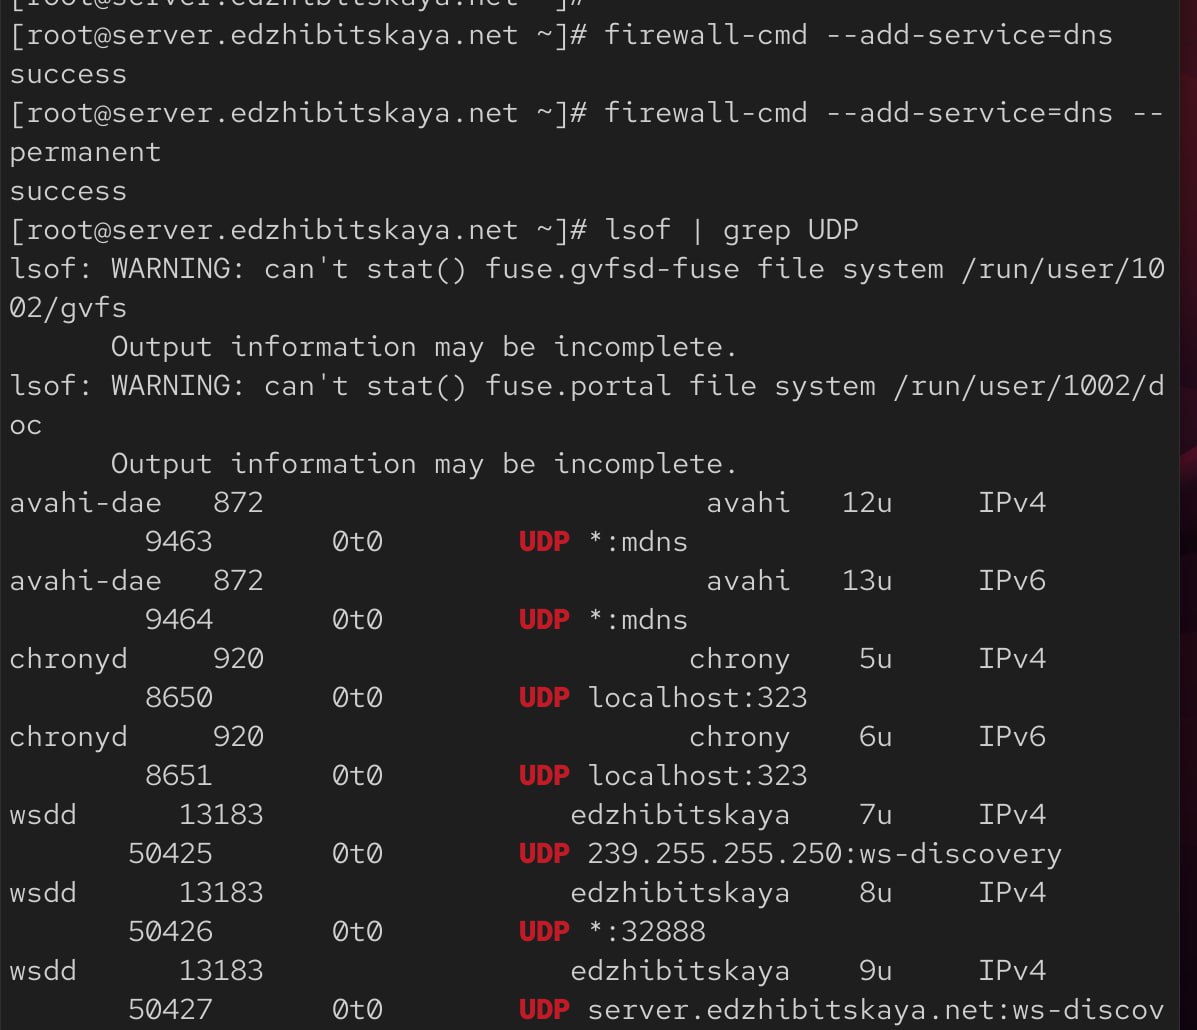 [root@server.edzhibitskaya.net ~]#
[root@server.edzhibitskaya.net ~]# firewall-cmd --add-service=dns
success
[root@server.edzhibitskaya.net ~]# firewall-cmd --add-service=dns --
permanent
success
[root@server.edzhibitskaya.net ~]# lsof | grep UDP
lsof: WARNING: can't stat() fuse.gvfsd-fuse file system /run/user/10
02/gvfs
      Output information may be incomplete.
lsof: WARNING: can't stat() fuse.portal file system /run/user/1002/d
oc
      Output information may be incomplete.
avahi-dae   872                          avahi   12u     IPv4
        9463       0t0        UDP *:mdns
avahi-dae   872                          avahi   13u     IPv6
        9464       0t0        UDP *:mdns
chronyd     920                         chrony    5u     IPv4
        8650       0t0        UDP localhost:323
chronyd     920                         chrony    6u     IPv6
        8651       0t0        UDP localhost:323
wsdd      13183                  edzhibitskaya    7u     IPv4
       50425       0t0        UDP 239.255.255.250:ws-discovery
wsdd      13183                  edzhibitskaya    8u     IPv4
       50426       0t0        UDP *:32888
wsdd      13183                  edzhibitskaya    9u     IPv4
       50427       0t0        UDP server.edzhibitskaya.net:ws-discov